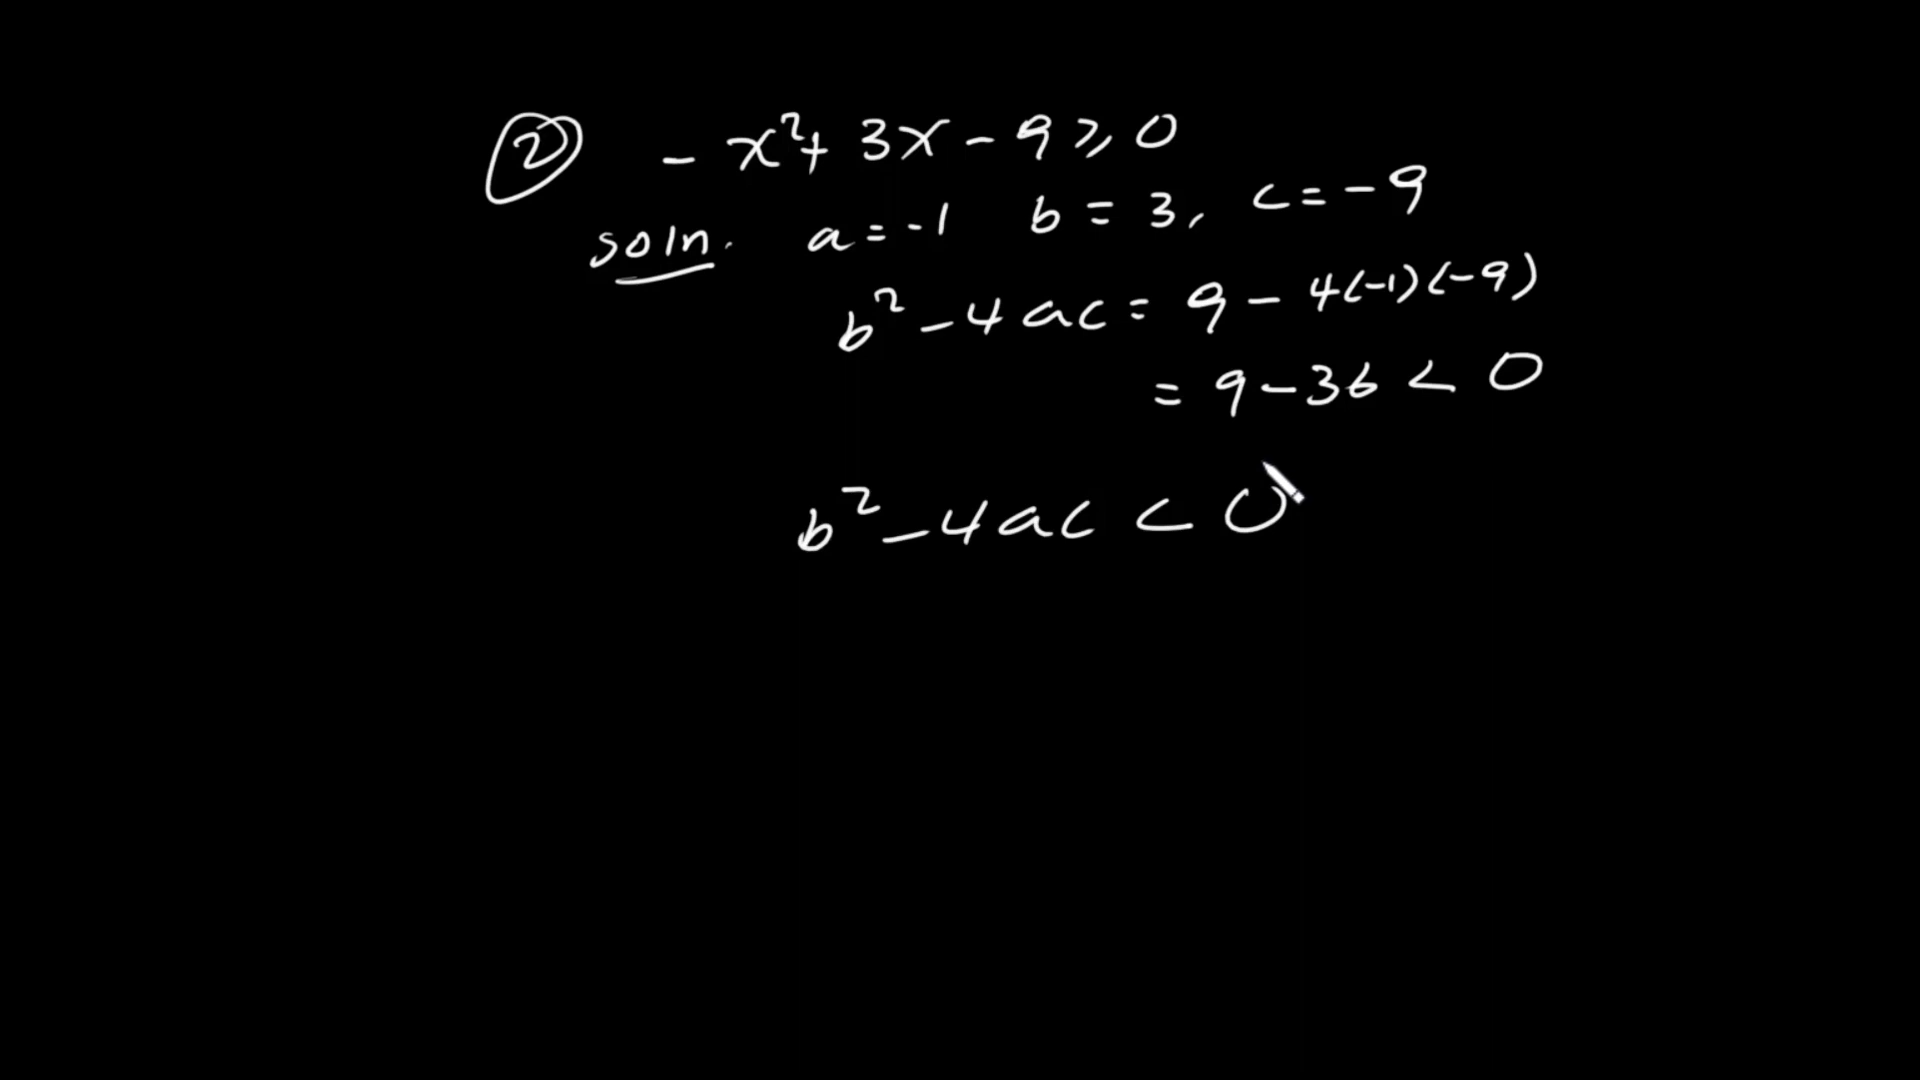 ② - x² + 3x - 9 ⩾ 0
soln. a = -1 b = 3, c = -9
b² - 4ac = 9 - 4(-1)(-9)
= 9 - 36 < 0
b² - 4ac < 0